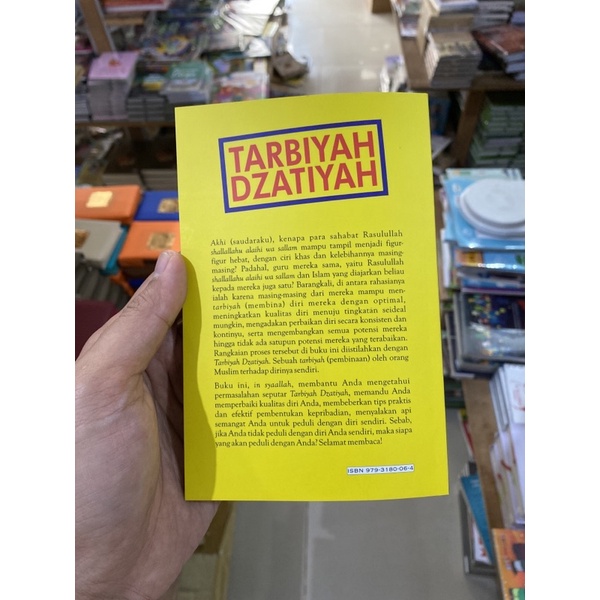 TARBIYAH
DZATIYAH
Akhi (saudaraku), kenapa para sahabat Rasulullah
shallallahu alaihi wa sallam mampu tampil menjadi figur-
figur hebat, dengan ciri khas dan kelebihannya masing-
masing? Padahal, guru mereka sama, yaitu Rasulullah
shallallahu alaihi wa sallam dan Islam yang diajarkan beliau
kepada mereka juga satu? Barangkali, di antara rahasianya
ialah karena masing-masing dari mereka mampu men-
tarbiyah (membina) diri mereka dengan optimal,
meningkatkan kualitas diri menuju tingkatan seideal
mungkin, mengadakan perbaikan diri secara konsisten dan
kontinyu, serta mengembangkan semua potensi mereka
hingga tidak ada satupun potensi mereka yang terabaikan.
Rangkaian proses tersebut di buku ini diistilahkan dengan
Tarbiyah Dzatiyah. Sebuah tarbiyah (pembinaan) oleh orang
Muslim terhadap dirinya sendiri.
Buku ini, in syaallah, membantu Anda mengetahui
permasalahan seputar Tarbiyah Dzatiyah, memandu Anda
memperbaiki kualitas diri Anda, membeberkan tips praktis
dan efektif pembentukan kepribadian, menyalakan api
semangat Anda untuk peduli dengan diri sendiri. Sebab,
jika Anda tidak peduli dengan diri Anda sendiri, maka siapa
yang akan peduli dengan Anda? Selamat membaca!
ISBN 979-3180-06-4